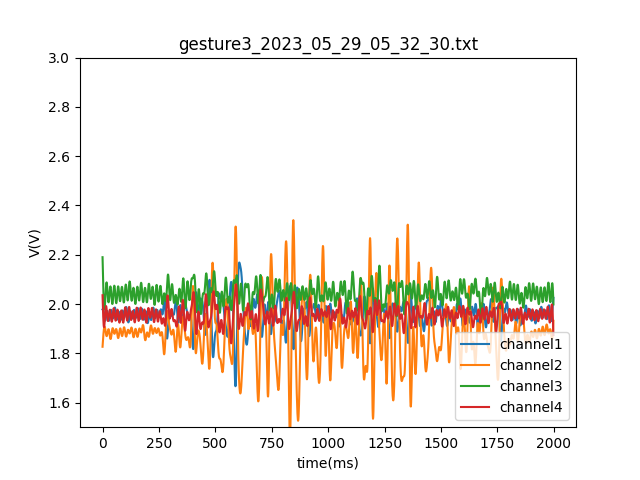 gesture3_2023_05_29_05_32_30.txt
3.0
2.8
2.6
2.4
2.2
2.0
1.8
1.6
V(V)
channel1
channel2
channel3
channel4
0 250 500 750 1000 1250 1500 1750 2000
time(ms)